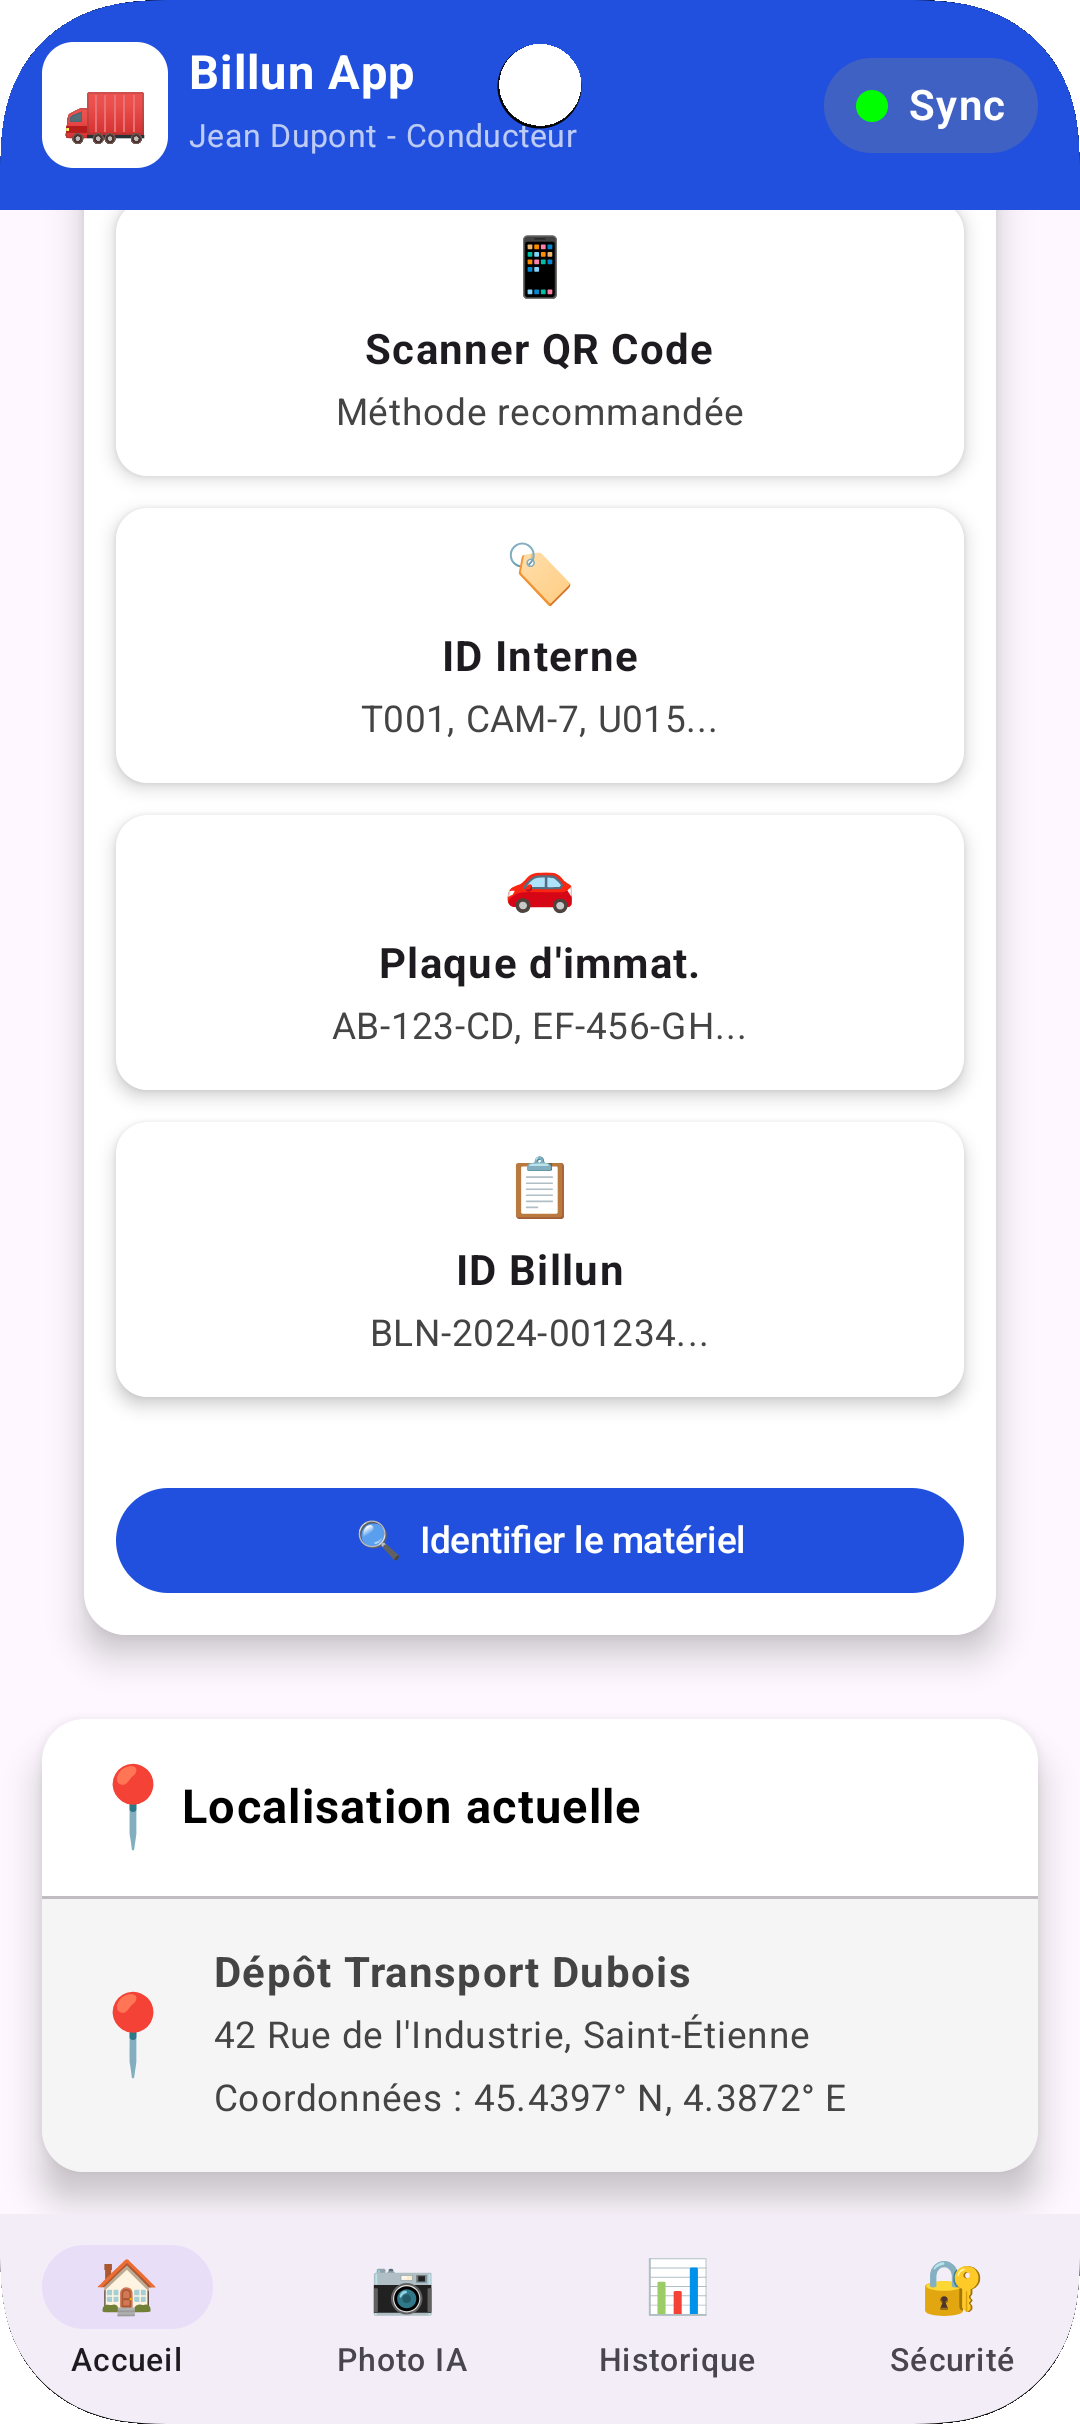 Billun App
Jean Dupont - Conducteur
Sync
Scanner QR Code
Méthode recommandée
ID Interne
T001, CAM-7, U015...
Plaque d'immat.
AB-123-CD, EF-456-GH...
ID Billun
BLN-2024-001234...
Identifier le matériel
Localisation actuelle
Dépôt Transport Dubois
42 Rue de l'Industrie, Saint-Étienne
Coordonnées : 45.4397° N, 4.3872° E
Accueil
Photo IA
Historique
Sécurité